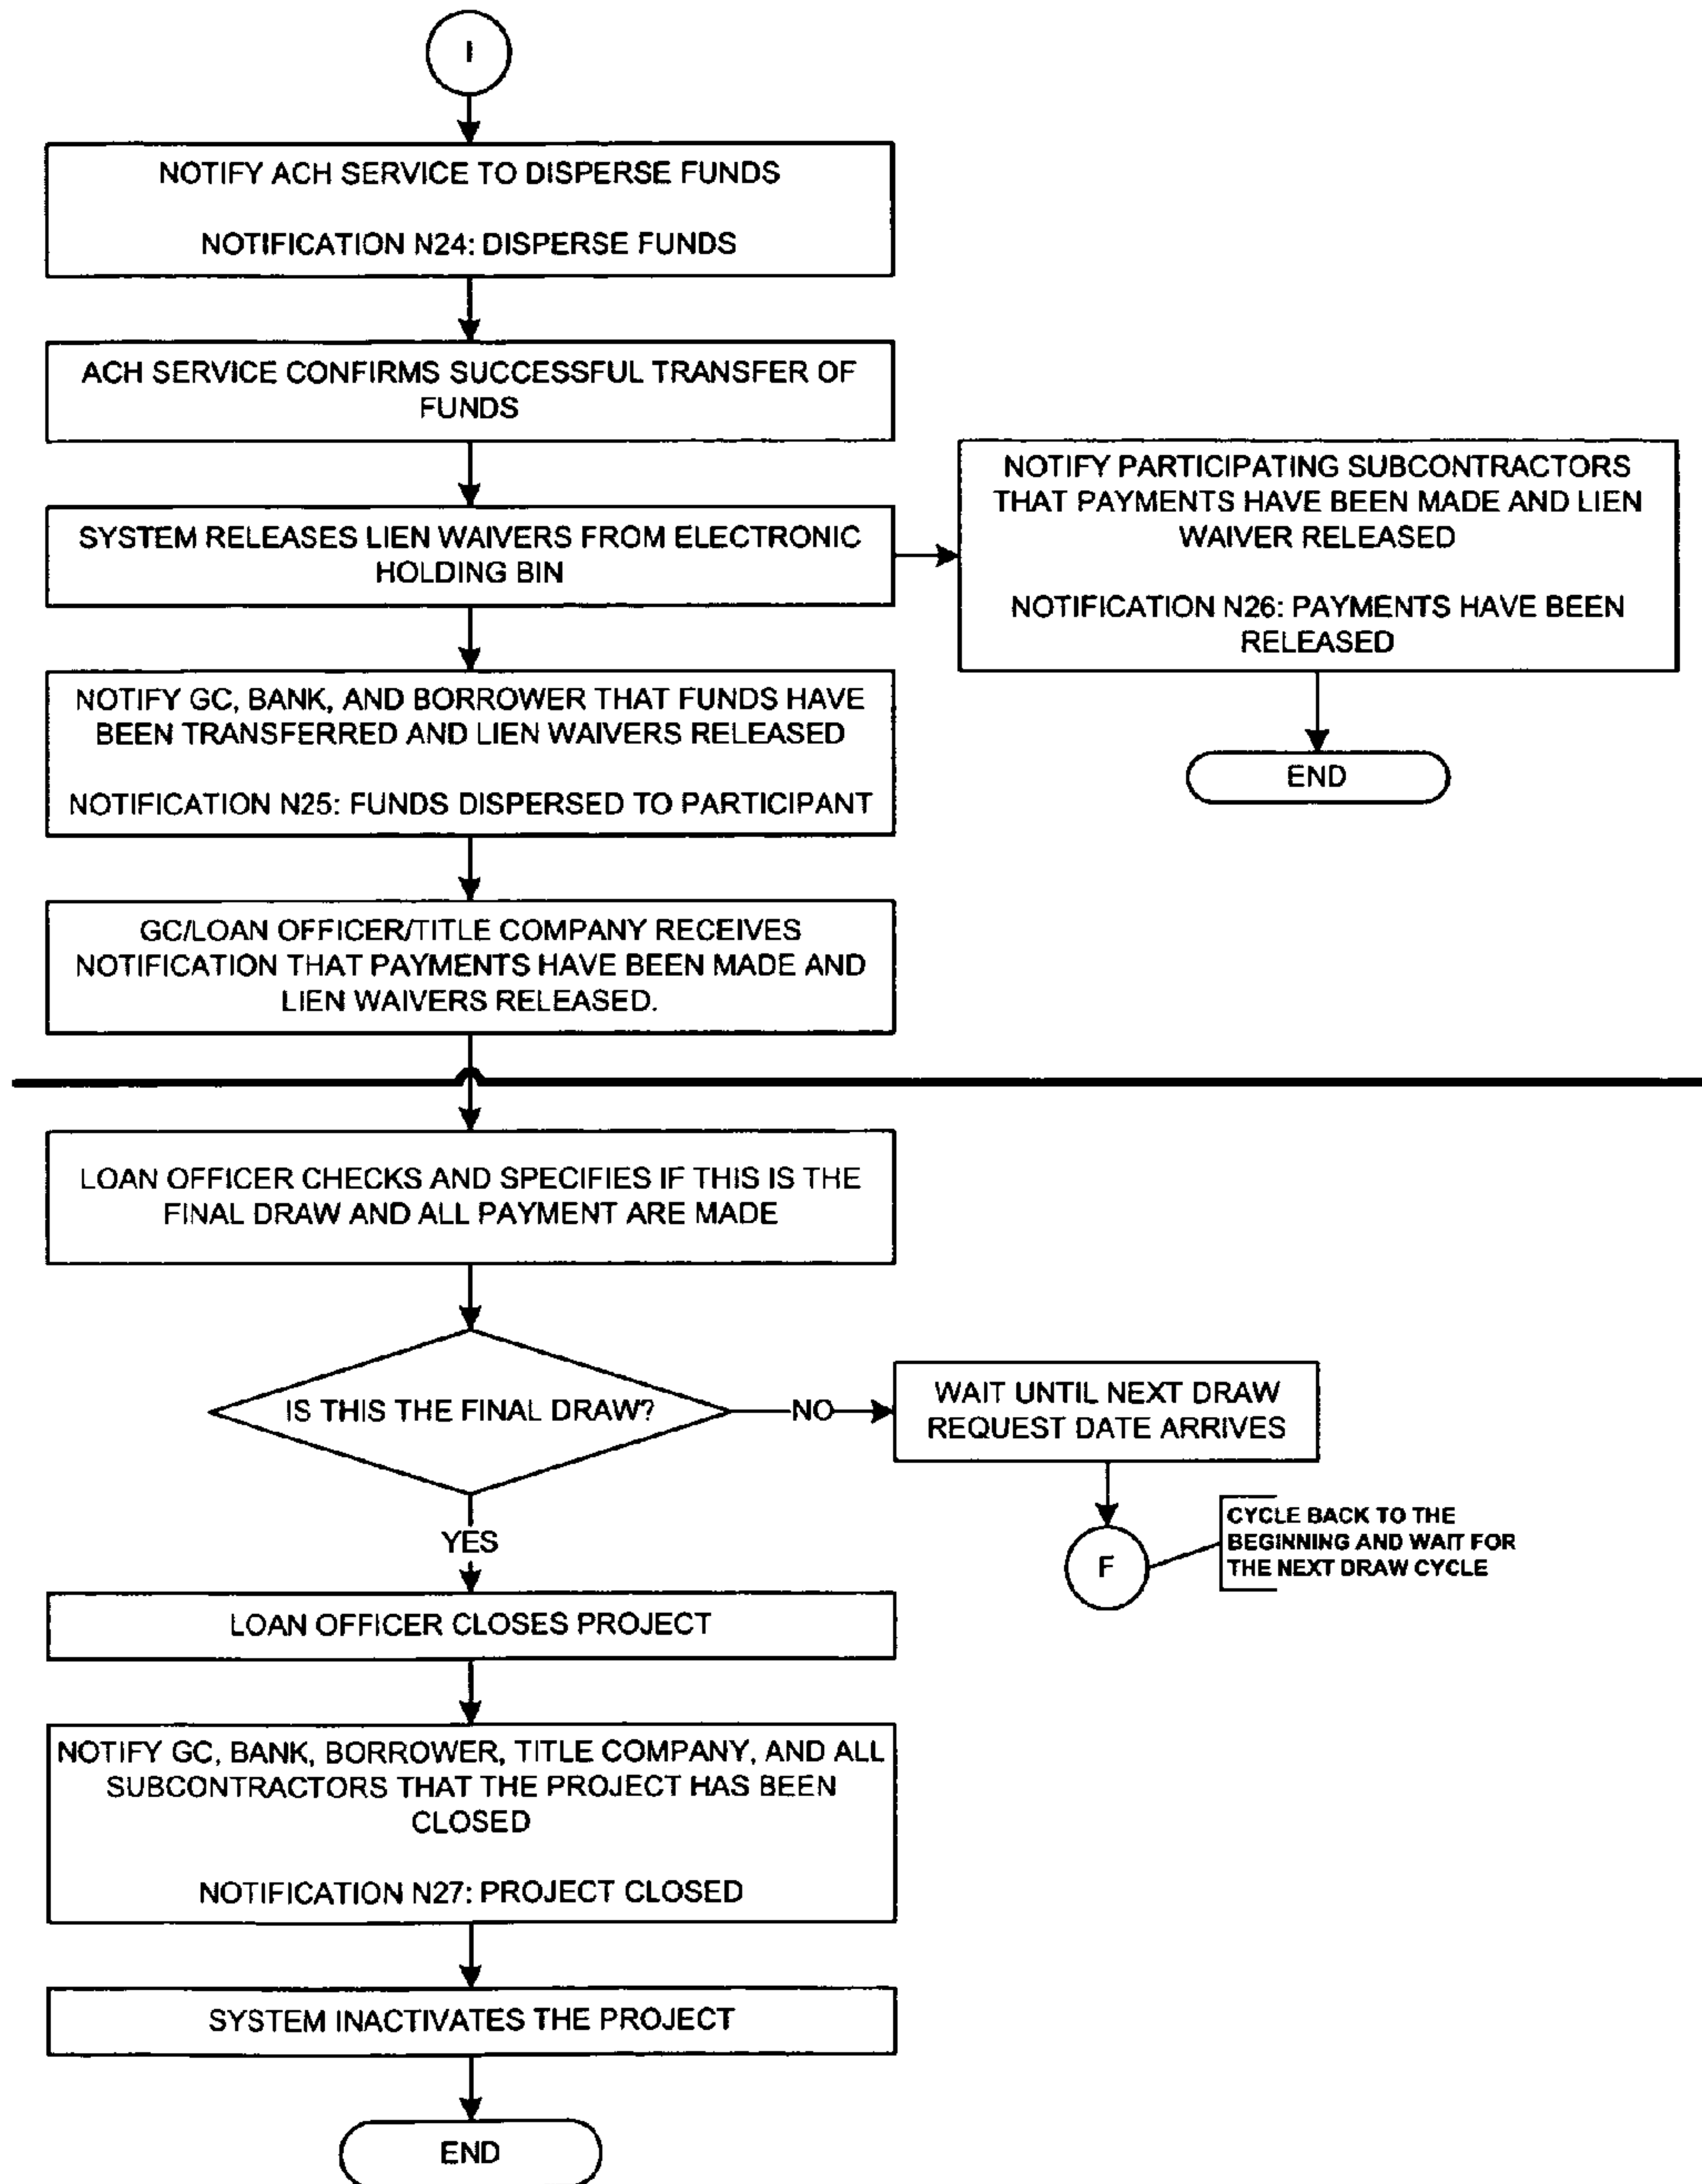 I
NOTIFY ACH SERVICE TO DISPERSE FUNDS
NOTIFICATION N24: DISPERSE FUNDS
ACH SERVICE CONFIRMS SUCCESSFUL TRANSFER OF
FUNDS
SYSTEM RELEASES LIEN WAIVERS FROM ELECTRONIC
HOLDING BIN
NOTIFY PARTICIPATING SUBCONTRACTORS
THAT PAYMENTS HAVE BEEN MADE AND LIEN
WAIVER RELEASED
NOTIFICATION N26: PAYMENTS HAVE BEEN
RELEASED
END
NOTIFY GC, BANK, AND BORROWER THAT FUNDS HAVE
BEEN TRANSFERRED AND LIEN WAIVERS RELEASED
NOTIFICATION N25: FUNDS DISPERSED TO PARTICIPANT
GC/LOAN OFFICER/TITLE COMPANY RECEIVES
NOTIFICATION THAT PAYMENTS HAVE BEEN MADE AND
LIEN WAIVERS RELEASED.
LOAN OFFICER CHECKS AND SPECIFIES IF THIS IS THE
FINAL DRAW AND ALL PAYMENT ARE MADE
IS THIS THE FINAL DRAW?
NO
WAIT UNTIL NEXT DRAW
REQUEST DATE ARRIVES
F
CYCLE BACK TO THE
BEGINNING AND WAIT FOR
THE NEXT DRAW CYCLE
YES
LOAN OFFICER CLOSES PROJECT
NOTIFY GC, BANK, BORROWER, TITLE COMPANY, AND ALL
SUBCONTRACTORS THAT THE PROJECT HAS BEEN
CLOSED
NOTIFICATION N27: PROJECT CLOSED
SYSTEM INACTIVATES THE PROJECT
END